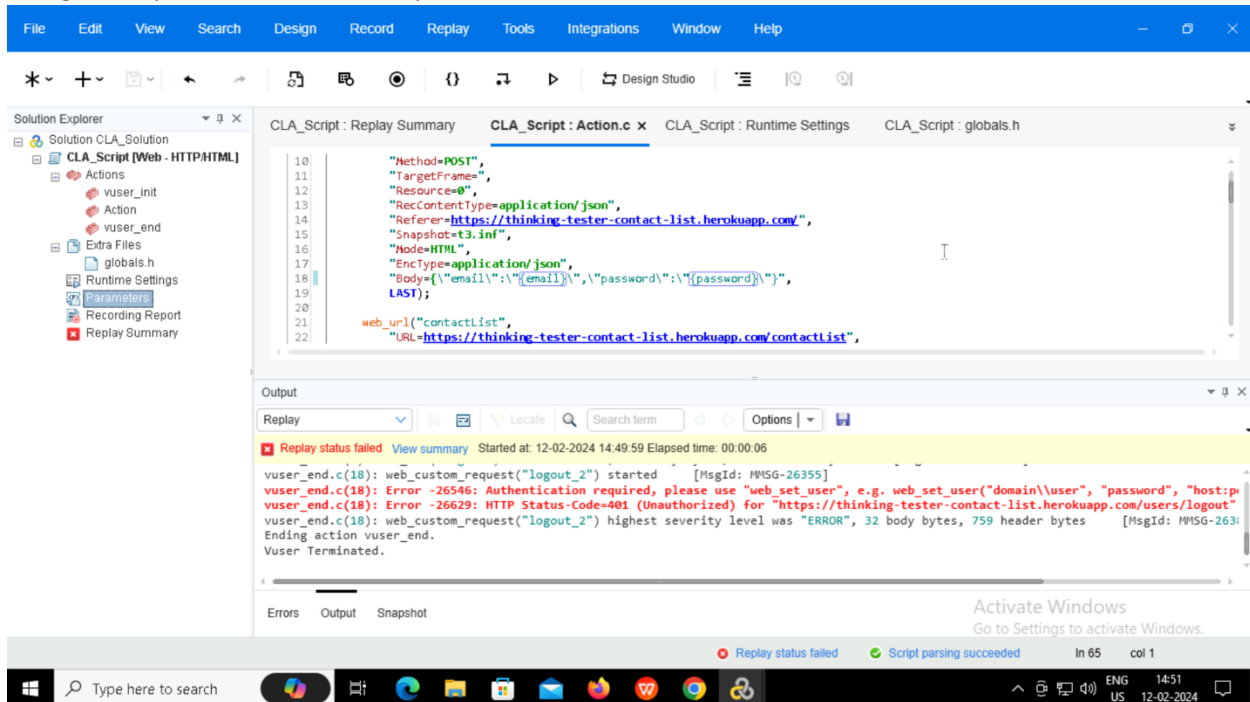 File Edit View Search Design Record Replay Tools Integrations Window Help
Design Studio
Solution Explorer
Solution CLA_Solution
CLA_Script [Web - HTTP/HTML]
Actions
vuser_init
Action
vuser_end
Extra Files
globals.h
Runtime Settings
Parameters
Recording Report
Replay Summary
CLA_Script : Replay Summary CLA_Script : Action.c x CLA_Script : Runtime Settings CLA_Script : globals.h
10 "Method=POST",
11 "TargetFrame=",
12 "Resource=0",
13 "RecContentType=application/json",
14 "Referer=https://thinking-tester-contact-list.herokuapp.com/",
15 "Snapshot=t3.inf",
16 "Mode=HTML",
17 "EncType=application/json",
18 "Body={\"email\":\"{email}\",\"password\":\"{password}\"}",
19 LAST);
20
21 web_url("contactList",
22 "URL=https://thinking-tester-contact-list.herokuapp.com/contactList",
Output
Replay Locate Search term Options
Replay status failed View summary Started at: 12-02-2024 14:49:59 Elapsed time: 00:00:06
vuser_end.c(18): web_custom_request("logout_2") started [MsgId: MMSG-26355]
vuser_end.c(18): Error -26546: Authentication required, please use "web_set_user", e.g. web_set_user("domain\\user", "password", "host:p
vuser_end.c(18): Error -26629: HTTP Status-Code=401 (Unauthorized) for "https://thinking-tester-contact-list.herokuapp.com/users/logout"
vuser_end.c(18): web_custom_request("logout_2") highest severity level was "ERROR", 32 body bytes, 759 header bytes [MsgId: MMSG-263
Ending action vuser_end.
Vuser Terminated.
Errors Output Snapshot
Activate Windows
Go to Settings to activate Windows.
Replay status failed Script parsing succeeded ln 65 col 1
Type here to search
ENG 14:51
US 12-02-2024